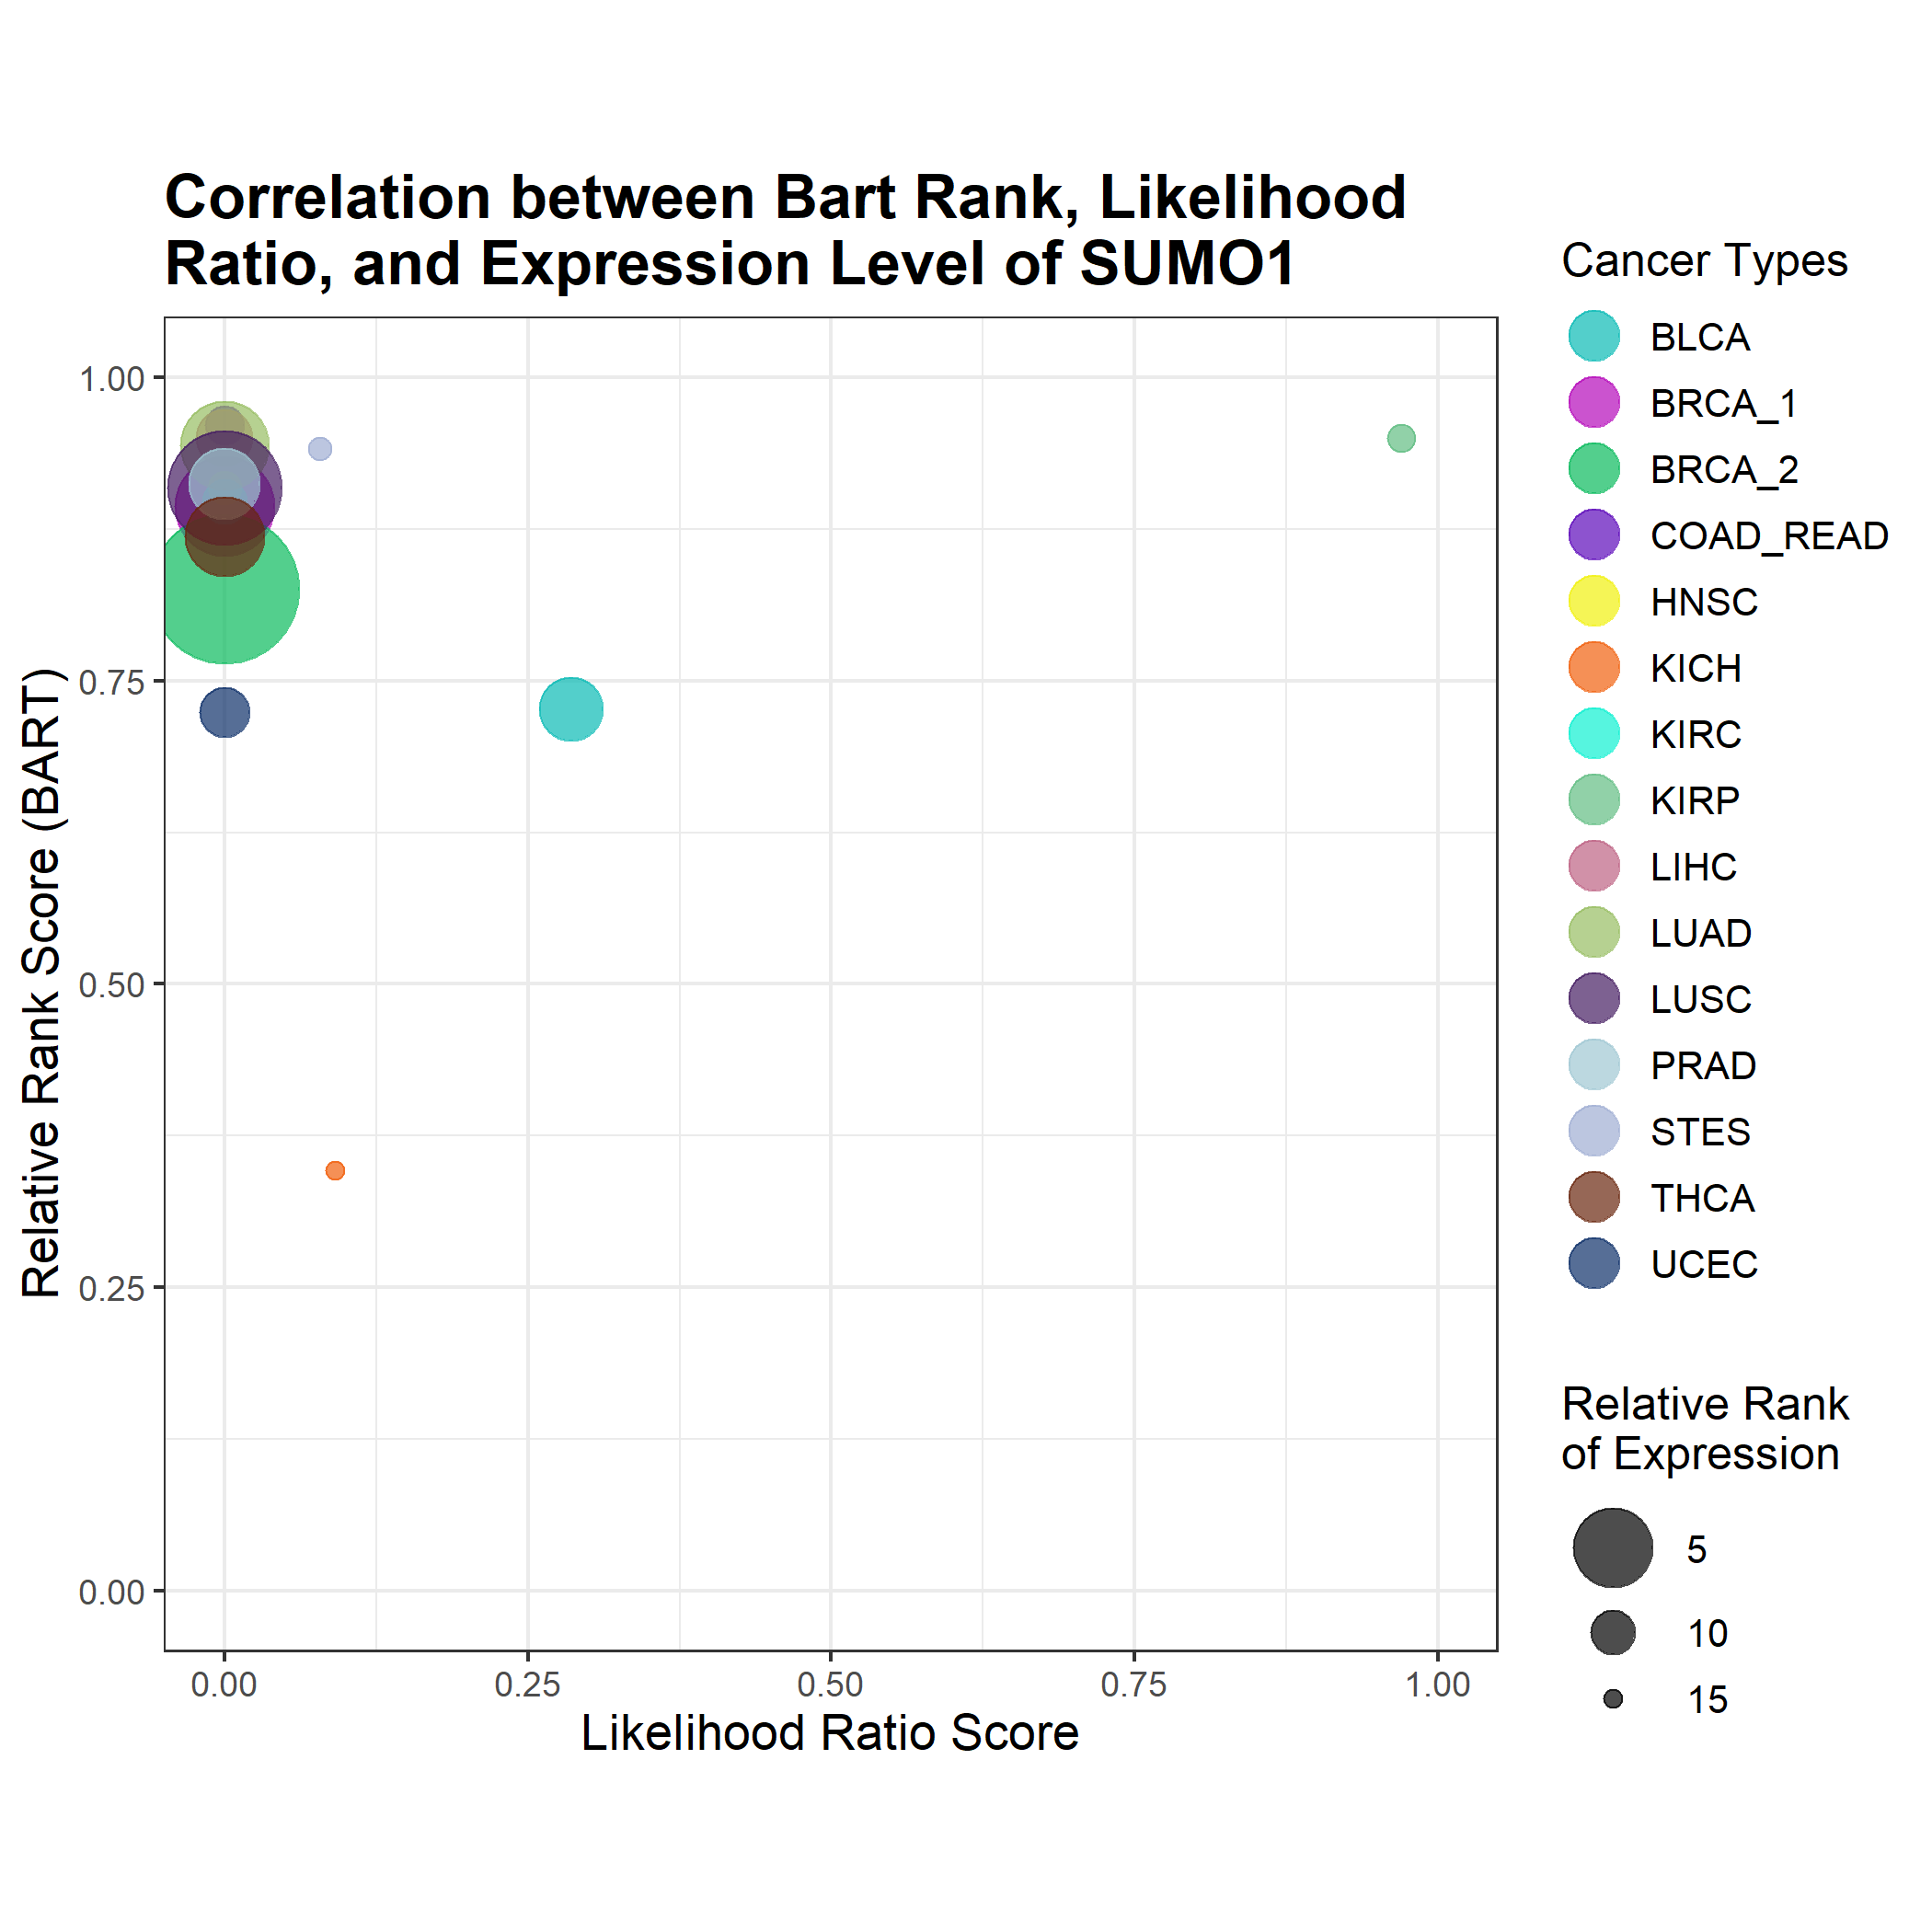 Correlation between Bart Rank, Likelihood
Ratio, and Expression Level of SUMO1
Relative Rank Score (BART)
1.00
0.75
0.50
0.25
0.00
0.00
0.25
0.50
0.75
1.00
Likelihood Ratio Score
Cancer Types
BLCA
BRCA_1
BRCA_2
COAD_READ
HNSC
KICH
KIRC
KIRP
LIHC
LUAD
LUSC
PRAD
STES
THCA
UCEC
Relative Rank
of Expression
5
10
15